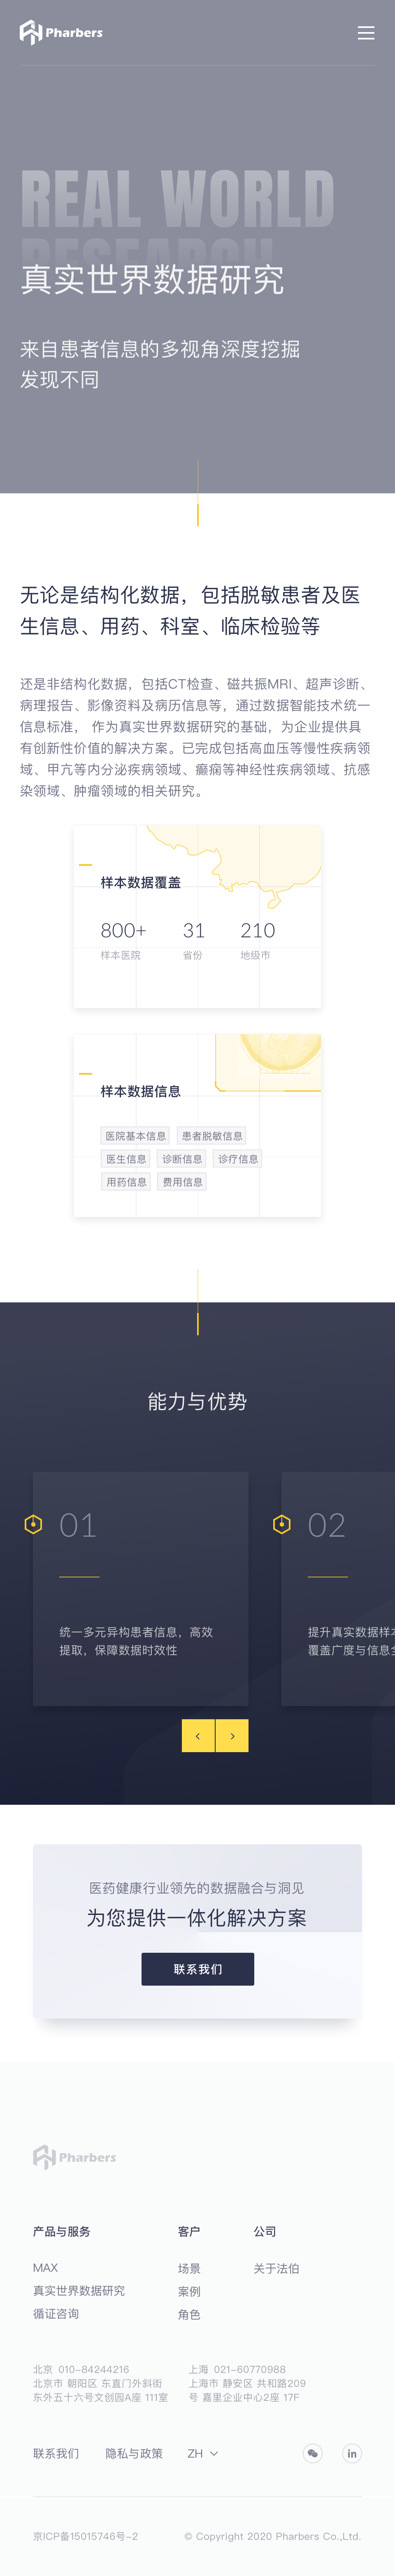 Pharbers
REAL WORLD
RESEARCH
真实世界数据研究
来自患者信息的多视角深度挖掘
发现不同
无论是结构化数据，包括脱敏患者及医
生信息、用药、科室、临床检验等
还是非结构化数据，包括CT检查、磁共振MRI、超声诊断、
病理报告、影像资料及病历信息等，通过数据智能技术统一
信息标准， 作为真实世界数据研究的基础，为企业提供具
有创新性价值的解决方案。已完成包括高血压等慢性疾病领
域、甲亢等内分泌疾病领域、癫痫等神经性疾病领域、抗感
染领域、肿瘤领域的相关研究。
样本数据覆盖
800+ 31 210
样本医院 省份 地级市
样本数据信息
医院基本信息 患者脱敏信息
医生信息 诊断信息 诊疗信息
用药信息 费用信息
能力与优势
01
统一多元异构患者信息，高效
提取，保障数据时效性
02
提升真实数据样
覆盖广度与信息
医药健康行业领先的数据融合与洞见
为您提供一体化解决方案
联系我们
Pharbers
产品与服务 客户 公司
MAX 场景 关于法伯
真实世界数据研究 案例
循证咨询 角色
北京 010-84244216
北京市 朝阳区 东直门外斜街
东外五十六号文创园A座 111室
上海 021-60770988
上海市 静安区 共和路209
号 嘉里企业中心2座 17F
联系我们 隐私与政策 ZH
in
京ICP备15015746号-2 © Copyright 2020 Pharbers Co.,Ltd.